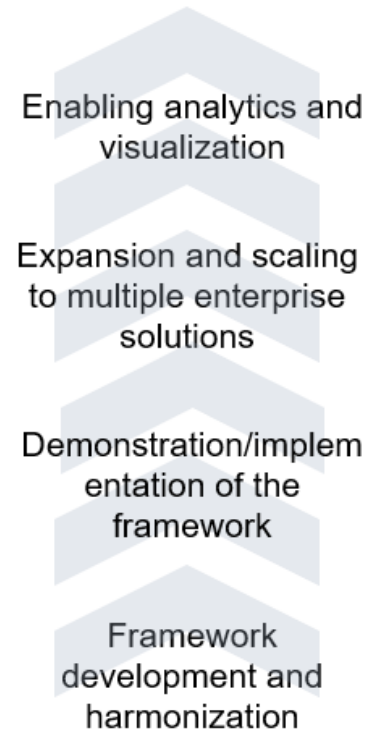 Enabling analytics and
visualization
Expansion and scaling
to multiple enterprise
solutions
Demonstration/implem
entation of the
framework
Framework
development and
harmonization